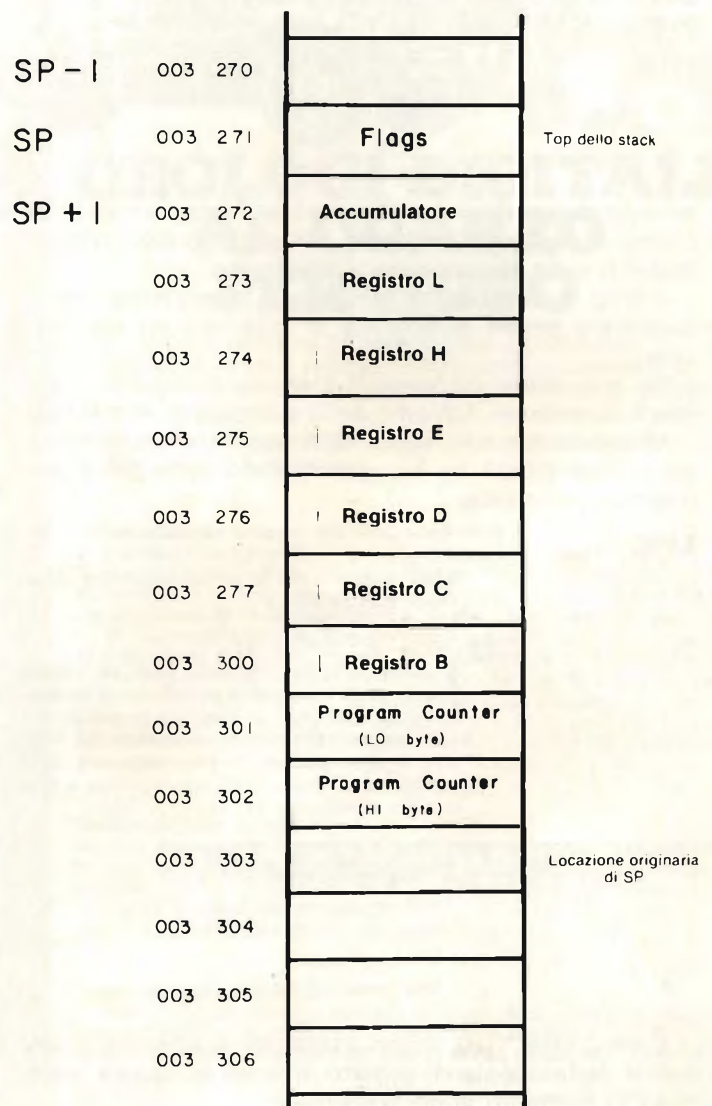 SP - 1 003 270
SP 003 271 Flags Top dello stack
SP + 1 003 272 Accumulatore
003 273 Registro L
003 274 Registro H
003 275 Registro E
003 276 Registro D
003 277 Registro C
003 300 Registro B
003 301 Program Counter
(LO byte)
003 302 Program Counter
(HI byte)
003 303 Locazione originaria
di SP
003 304
003 305
003 306